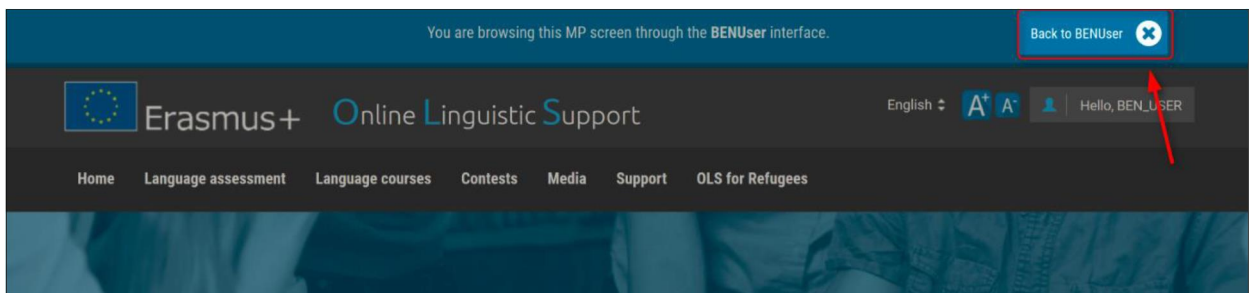 You are browsing this MP screen through the BENUser interface.
Back to BENUser
Erasmus+ Online Linguistic Support
English A+ A- Hello, BEN_USER
Home Language assessment Language courses Contests Media Support OLS for Refugees